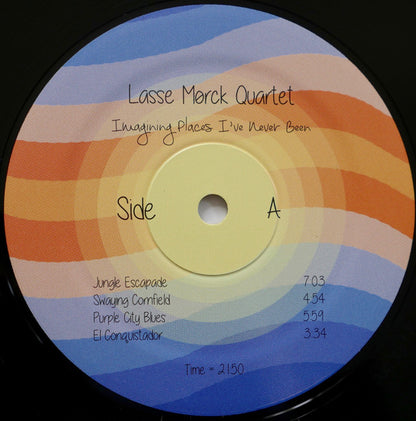 Lasse Mørck Quartet
Imagining Places I've Never Been
Side A
Jungle Escapade 7:03
Swaying Cornfield 4:54
Purple City Blues 5:59
El Conquistador 3:34
Time = 21:50